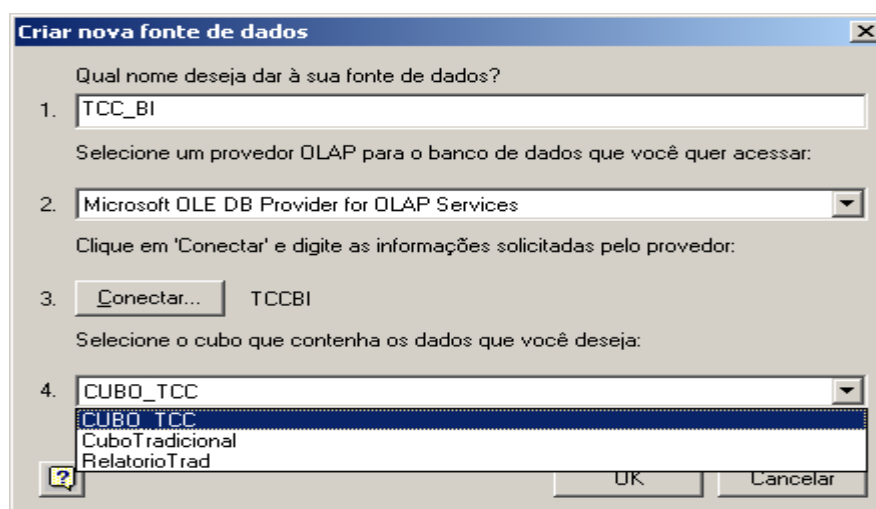 Criar nova fonte de dados
Qual nome deseja dar à sua fonte de dados?
1. TCC_BI
Selecione um provedor OLAP para o banco de dados que você quer acessar:
2. Microsoft OLE DB Provider for OLAP Services
Clique em 'Conectar' e digite as informações solicitadas pelo provedor:
3. Conectar... TCCBI
Selecione o cubo que contenha os dados que você deseja:
4. CUBO_TCC
CUBO_TCC
CuboTradicional
RelatorioTrad
OK Cancelar